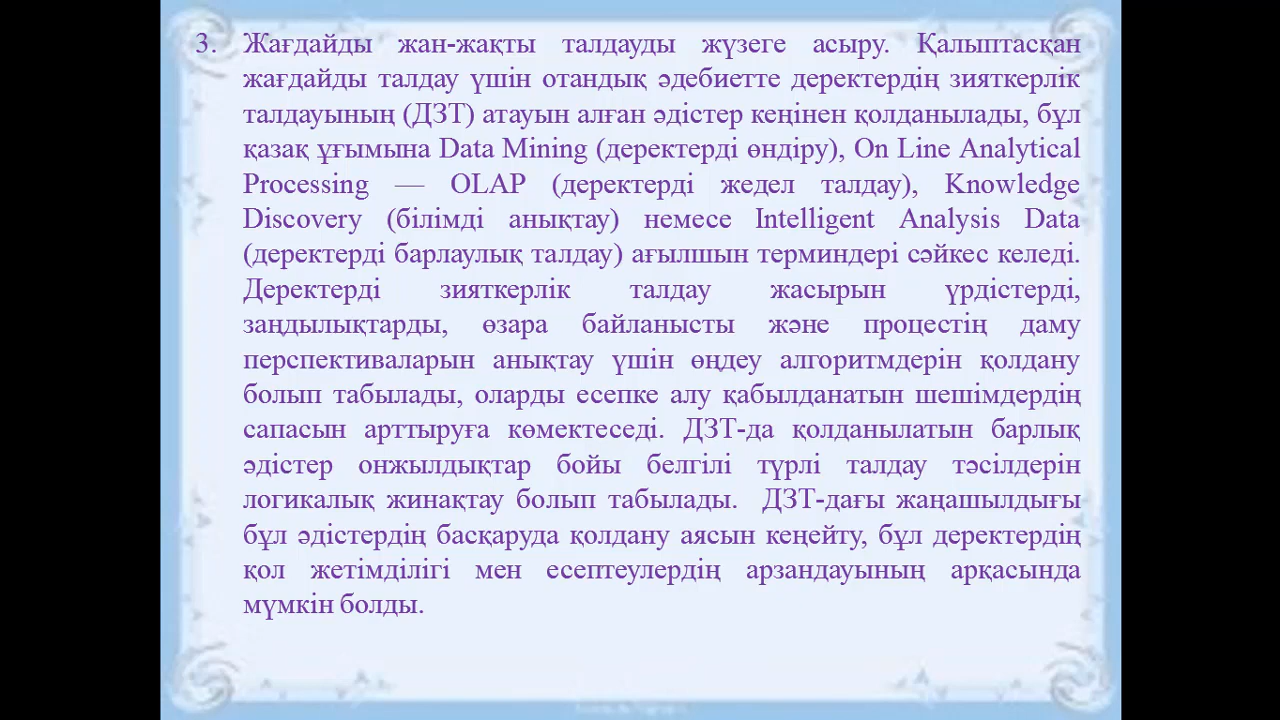 3. Жағдайды жан-жақты талдауды жүзеге асыру. Қалыптасқан
жағдайды талдау үшін отандық әдебиетте деректердің зияткерлік
талдауының (ДЗТ) атауын алған әдістер кеңінен қолданылады, бұл
қазақ ұғымына Data Mining (деректерді өндіру), On Line Analytical
Processing — OLAP (деректерді жедел талдау), Knowledge
Discovery (білімді анықтау) немесе Intelligent Analysis Data
(деректерді барлаулық талдау) ағылшын терминдері сәйкес келеді.
Деректерді зияткерлік талдау жасырын үрдістерді,
заңдылықтарды, өзара байланысты және процестің даму
перспективаларын анықтау үшін өңдеу алгоритмдерін қолдану
болып табылады, оларды есепке алу қабылданатын шешімдердің
сапасын арттыруға көмектеседі. ДЗТ-да қолданылатын барлық
әдістер онжылдықтар бойы белгілі түрлі талдау тәсілдерін
логикалық жинақтау болып табылады. ДЗТ-дағы жаңашылдығы
бұл әдістердің басқаруда қолдану аясын кеңейту, бұл деректердің
қол жетімділігі мен есептеулердің арзандауының арқасында
мүмкін болды.